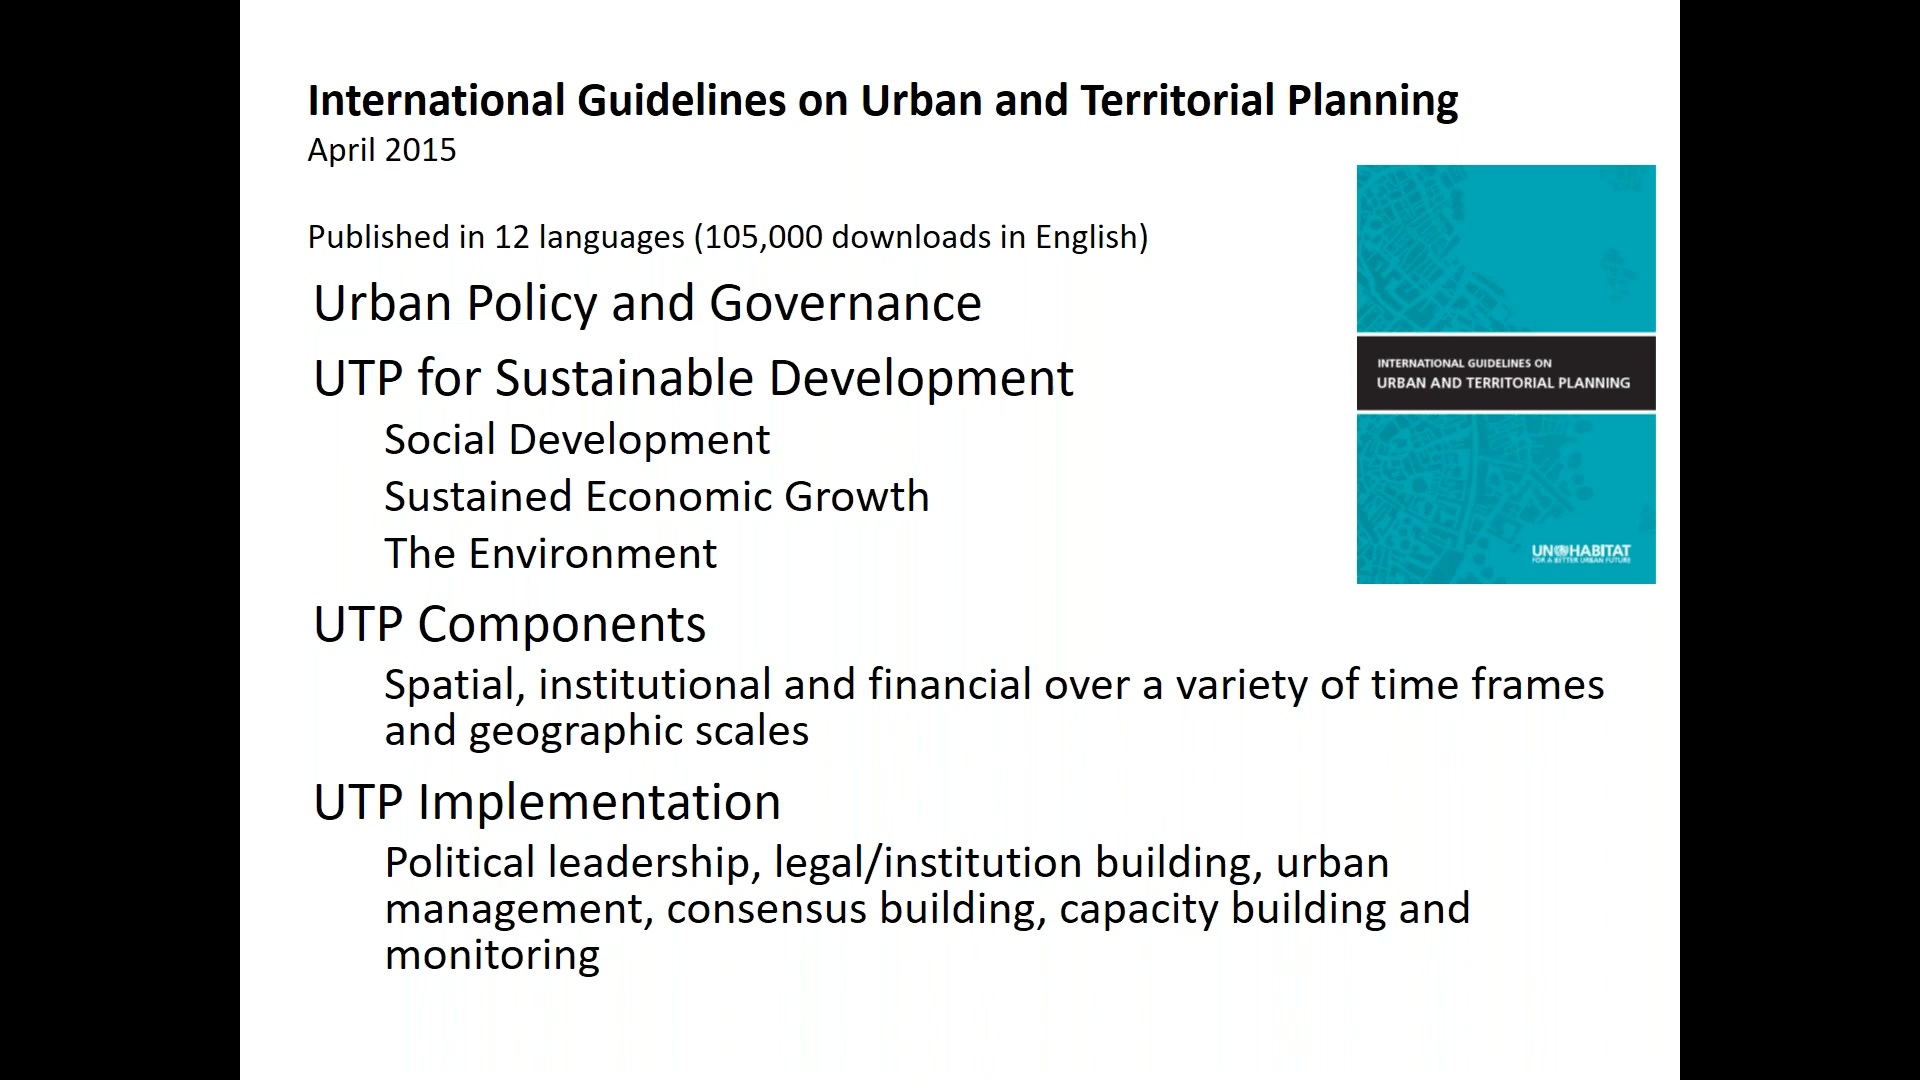 International Guidelines on Urban and Territorial Planning
April 2015
Published in 12 languages (105,000 downloads in English)
Urban Policy and Governance
UTP for Sustainable Development
Social Development
Sustained Economic Growth
The Environment
UTP Components
Spatial, institutional and financial over a variety of time frames
and geographic scales
UTP Implementation
Political leadership, legal/institution building, urban
management, consensus building, capacity building and
monitoring
INTERNATIONAL GUIDELINES ON
URBAN AND TERRITORIAL PLANNING
UN HABITAT
FOR A BETTER URBAN FUTURE